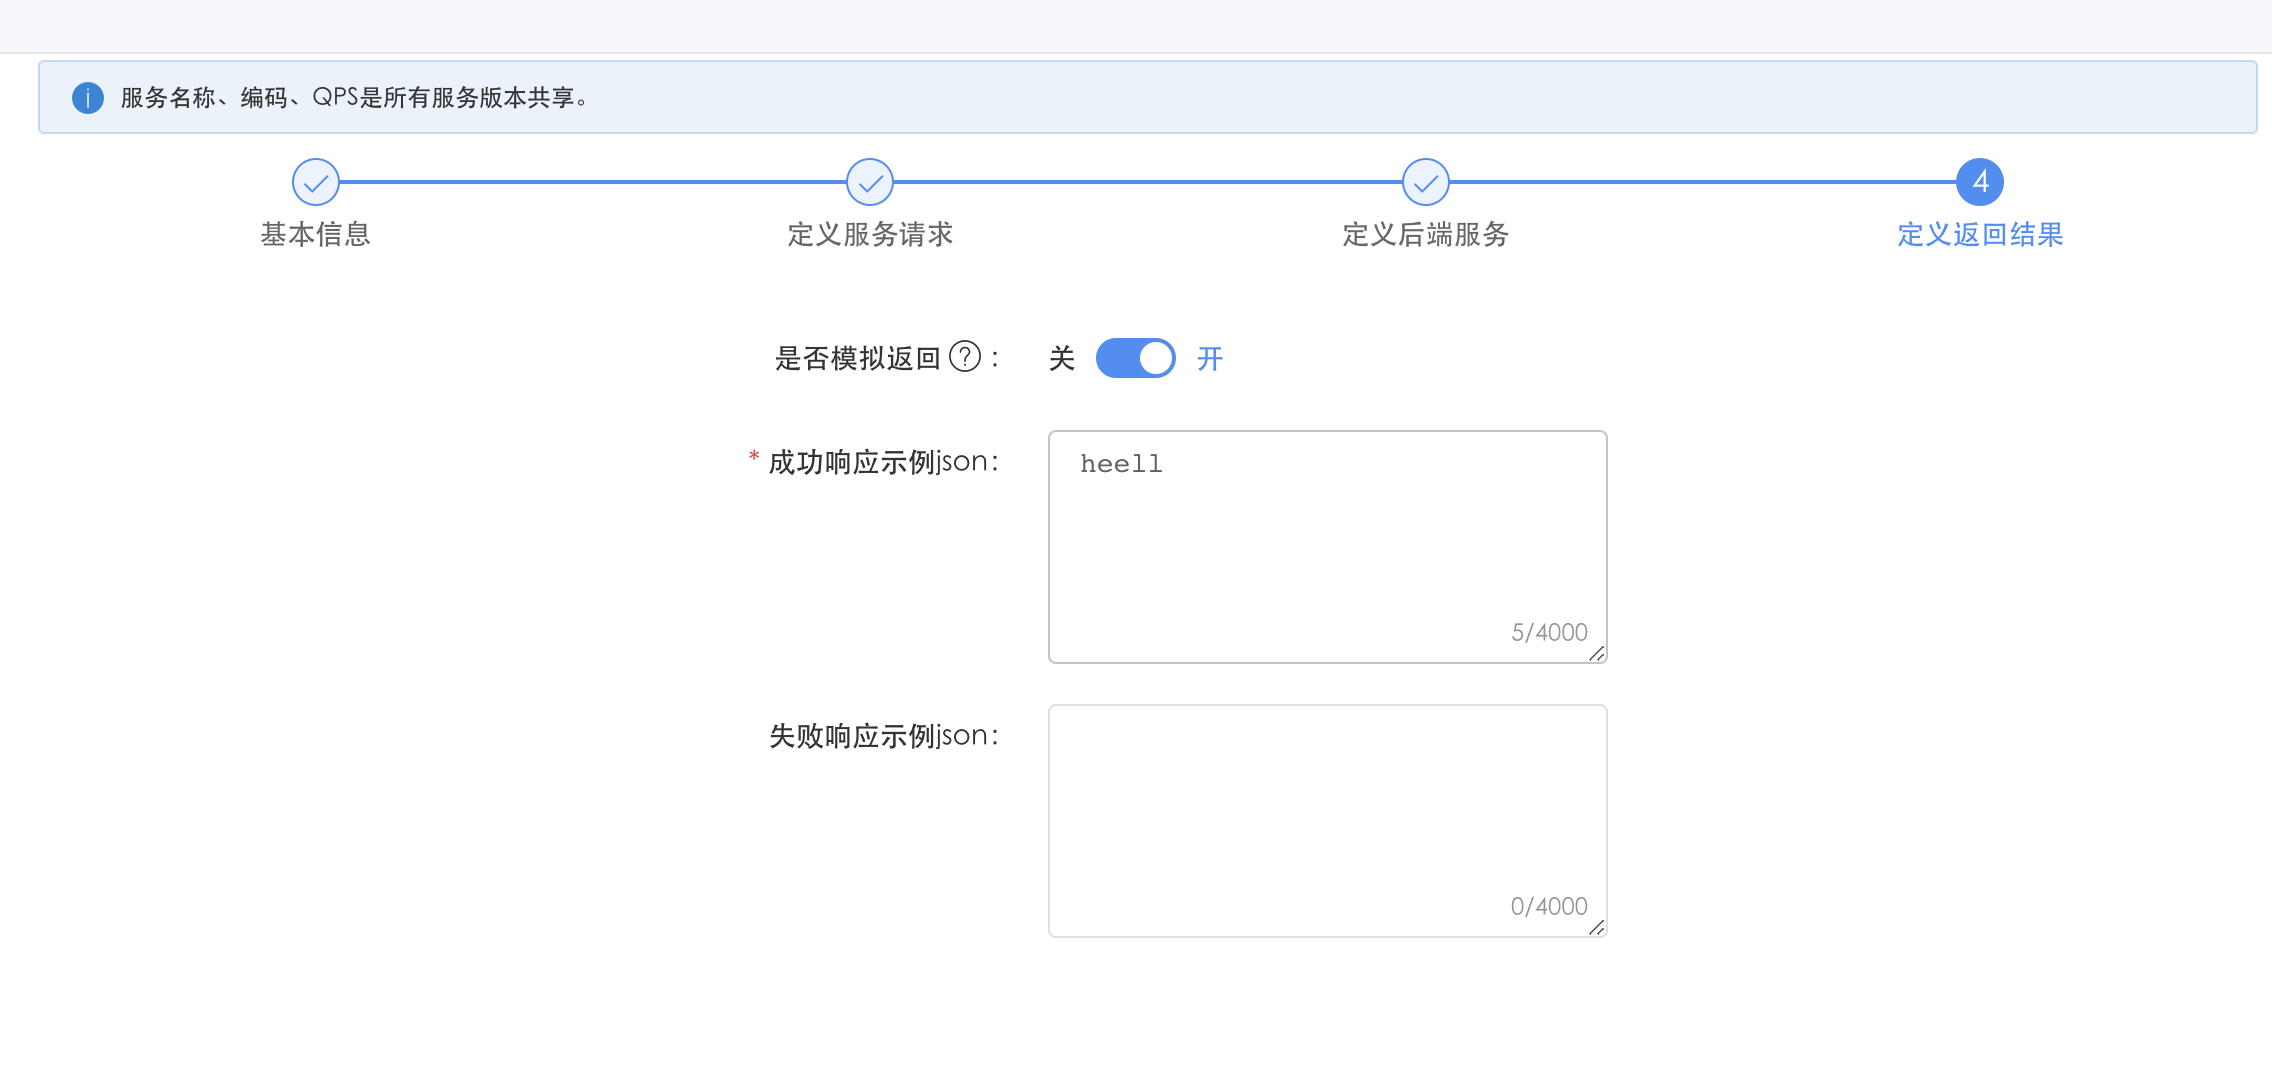 服务名称、编码、QPS是所有服务版本共享。
4
基本信息 定义服务请求 定义后端服务 定义返回结果
是否模拟返回?： 关 开
* 成功响应示例json： heell
5/4000
失败响应示例json：
0/4000